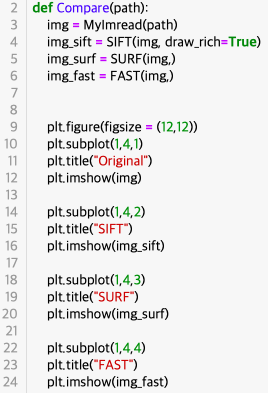 2 def Compare(path):
3 img = MyImread(path)
4 img_sift = SIFT(img, draw_rich=True)
5 img_surf = SURF(img,)
6 img_fast = FAST(img,)
7
8
9 plt.figure(figsize = (12,12))
10 plt.subplot(1,4,1)
11 plt.title("Original")
12 plt.imshow(img)
13
14 plt.subplot(1,4,2)
15 plt.title("SIFT")
16 plt.imshow(img_sift)
17
18 plt.subplot(1,4,3)
19 plt.title("SURF")
20 plt.imshow(img_surf)
21
22 plt.subplot(1,4,4)
23 plt.title("FAST")
24 plt.imshow(img_fast)